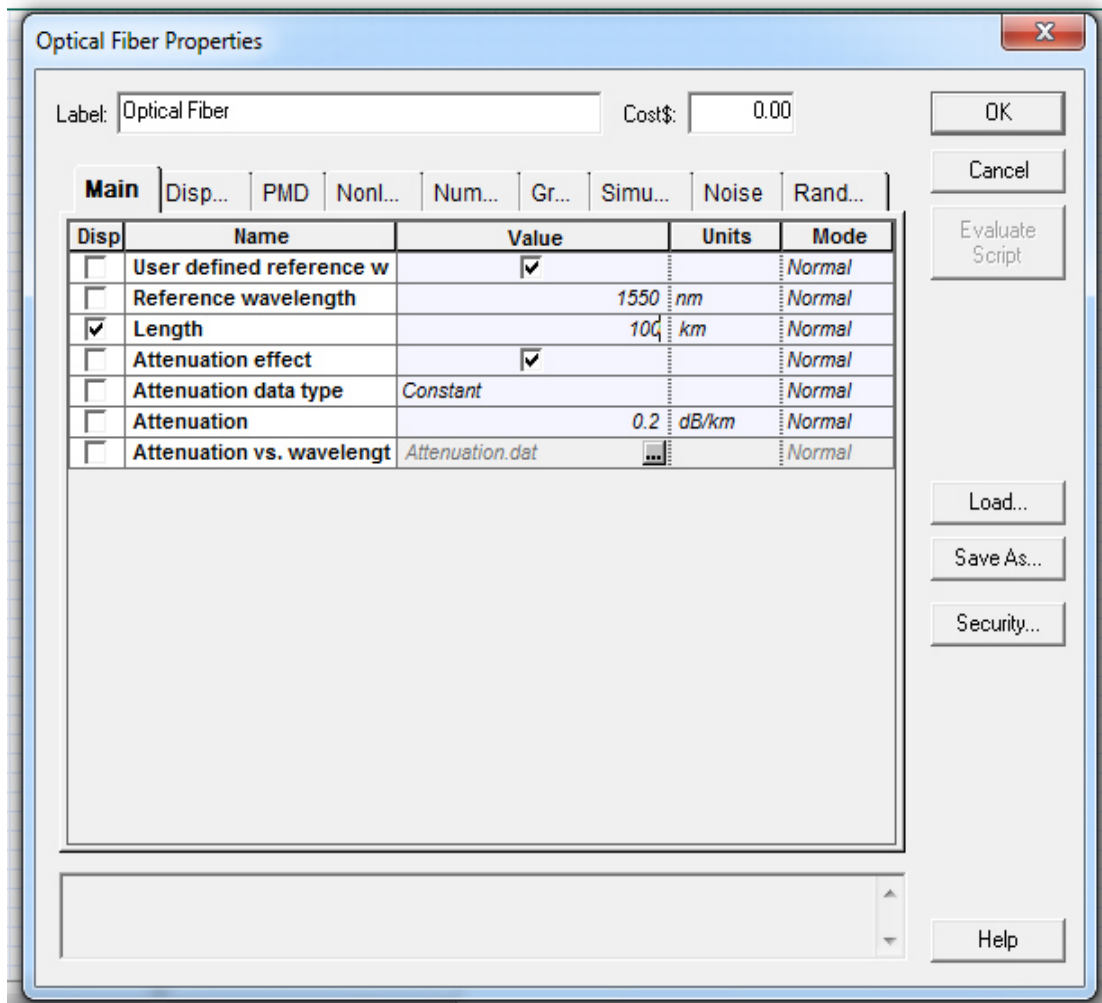 Optical Fiber Properties
Label: Optical Fiber Cost$: 0.00 OK
Cancel
Main Disp... PMD Nonl... Num... Gr... Simu... Noise Rand...
Disp Name Value Units Mode Evaluate Script
User defined reference w Normal
Reference wavelength 1550 nm Normal
Length 100 km Normal
Attenuation effect Normal
Attenuation data type Constant Normal
Attenuation 0.2 dB/km Normal
Attenuation vs. wavelengt Attenuation.dat ... Normal
Load...
Save As...
Security...
Help